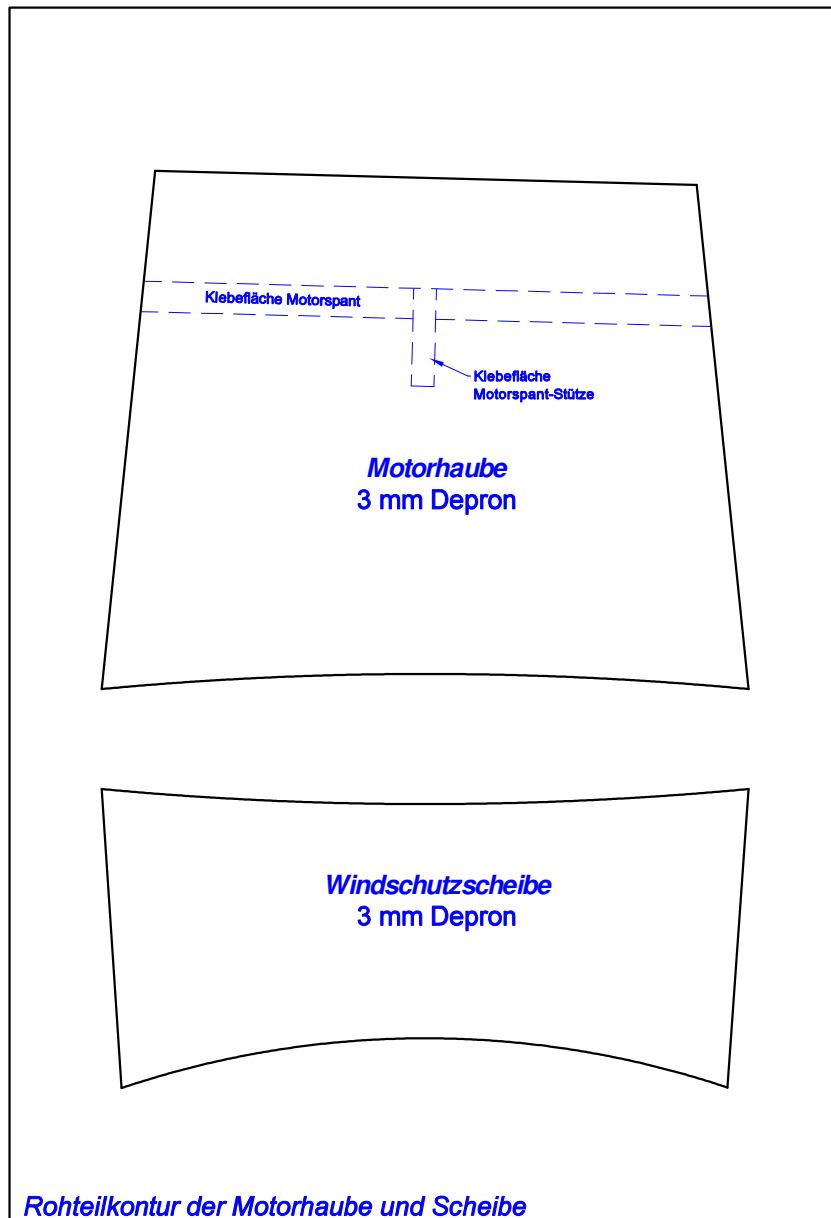 Klebefläche Motorspant
Klebefläche
Motorspant-Stütze
Motorhaube
3 mm Depron
Windschutzscheibe
3 mm Depron
Rohteilkontur der Motorhaube und Scheibe